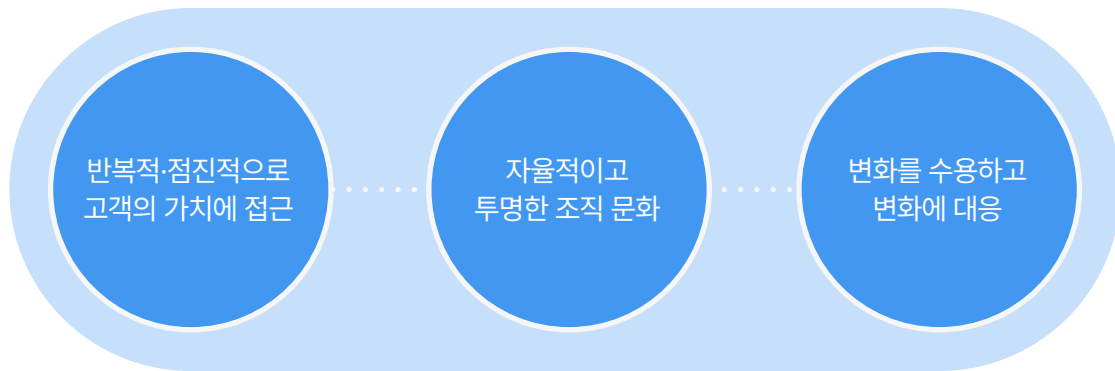 반복적·점진적으로
고객의 가치에 접근
자율적이고
투명한 조직 문화
변화를 수용하고
변화에 대응